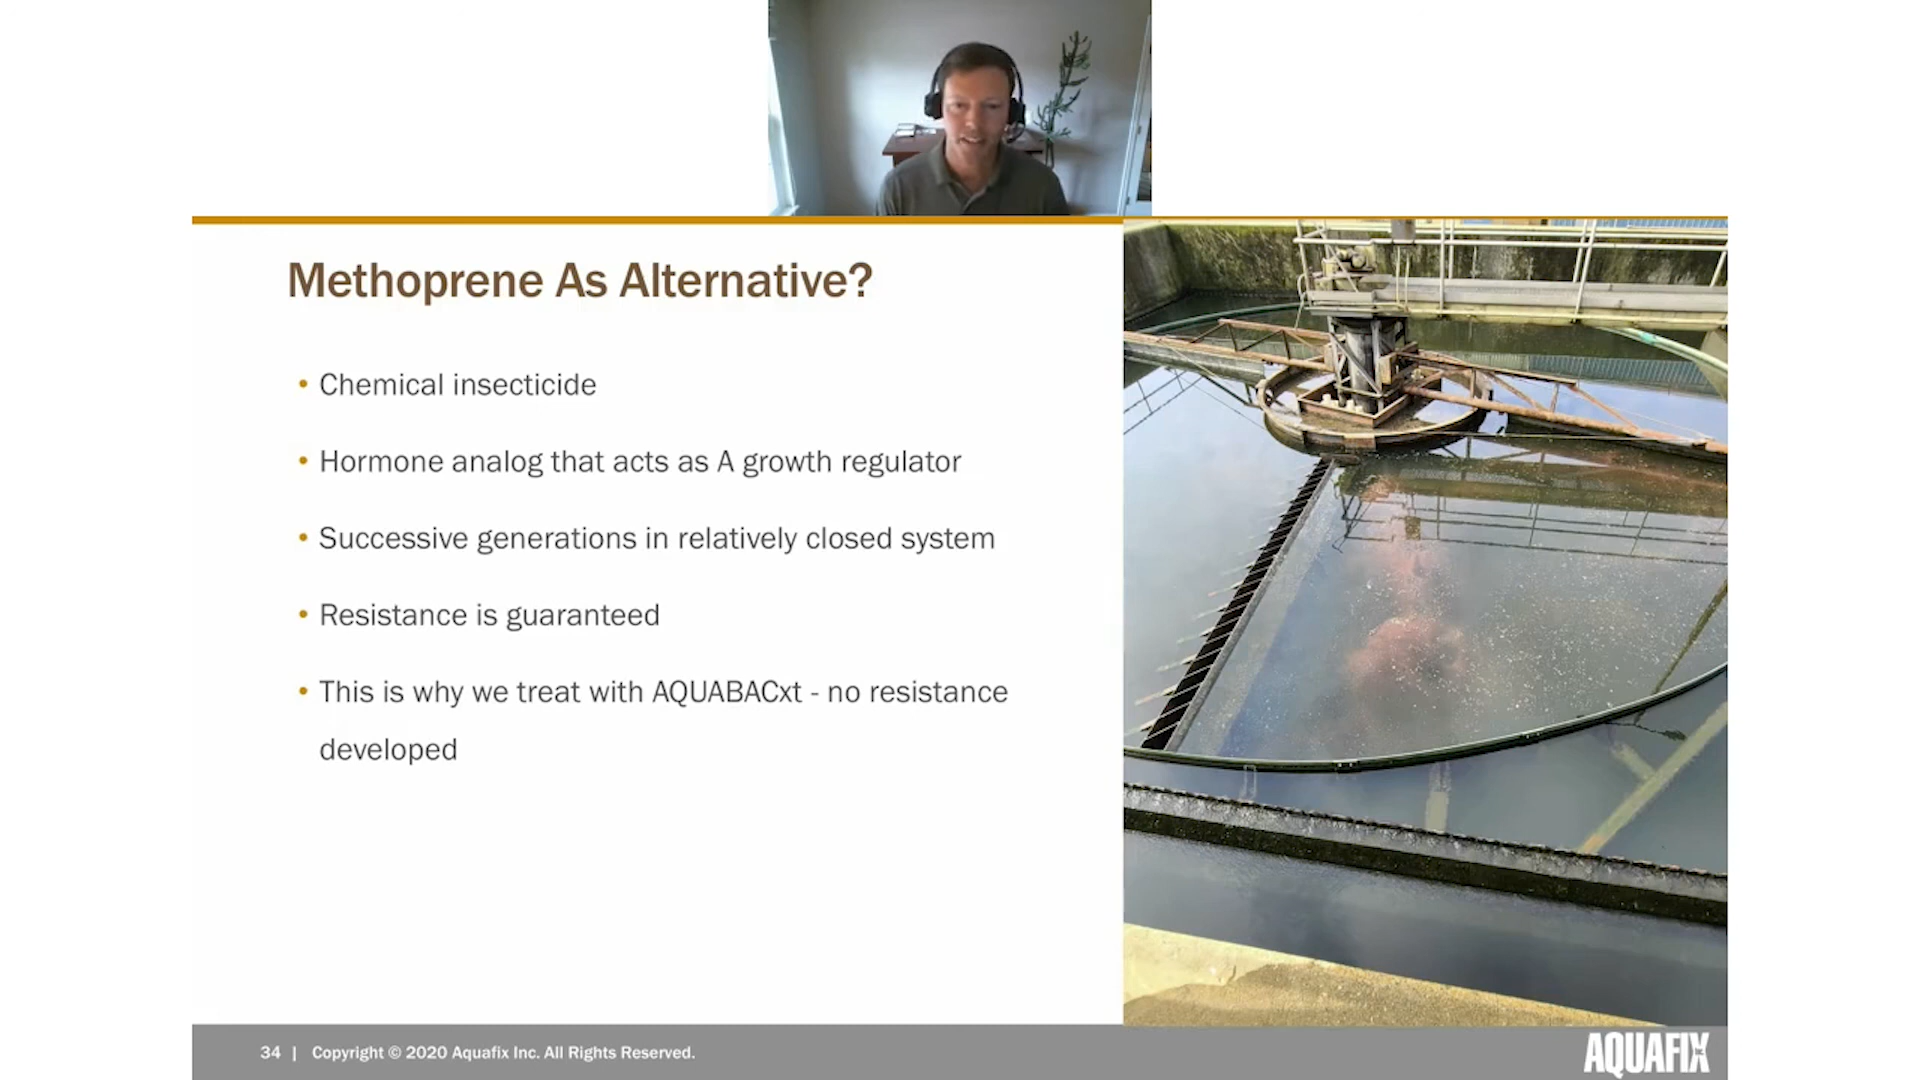 Methoprene As Alternative?
• Chemical insecticide
• Hormone analog that acts as A growth regulator
• Successive generations in relatively closed system
• Resistance is guaranteed
• This is why we treat with AQUABACxt - no resistance
developed
34 | Copyright © 2020 Aquafix Inc. All Rights Reserved.
AQUAFIX INC.